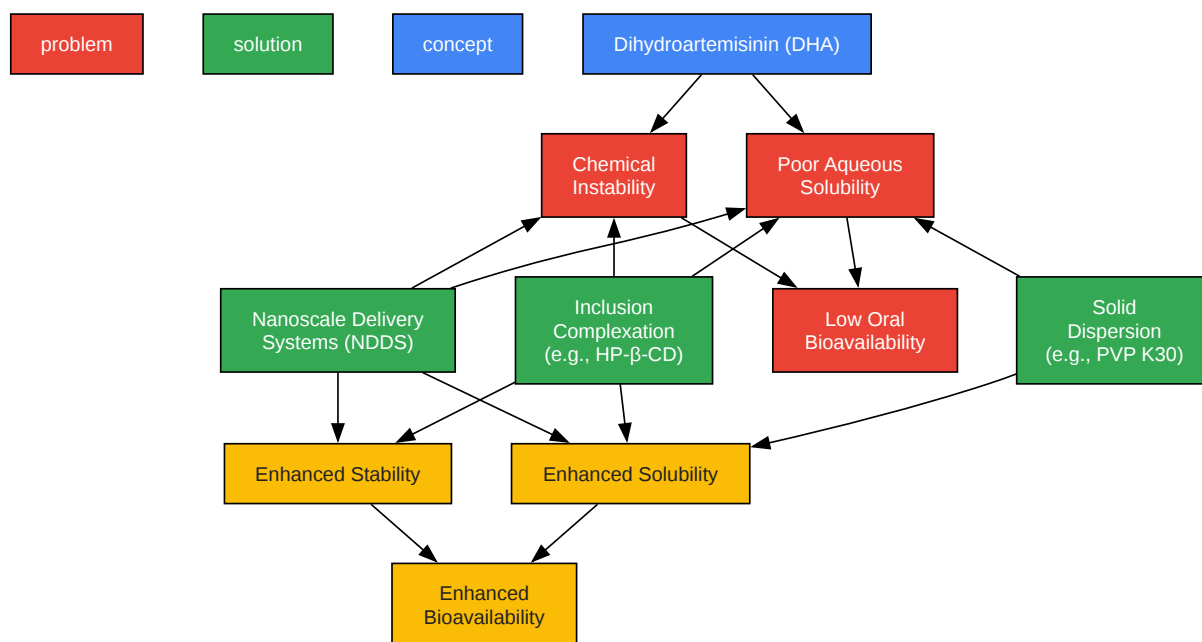 problem
solution
concept
Dihydroartemisinin (DHA)
Chemical
Instability
Poor Aqueous
Solubility
Nanoscale Delivery
Systems (NDDS)
Inclusion
Complexation
(e.g., HP-β-CD)
Low Oral
Bioavailability
Solid
Dispersion
(e.g., PVP K30)
Enhanced Stability
Enhanced Solubility
Enhanced
Bioavailability